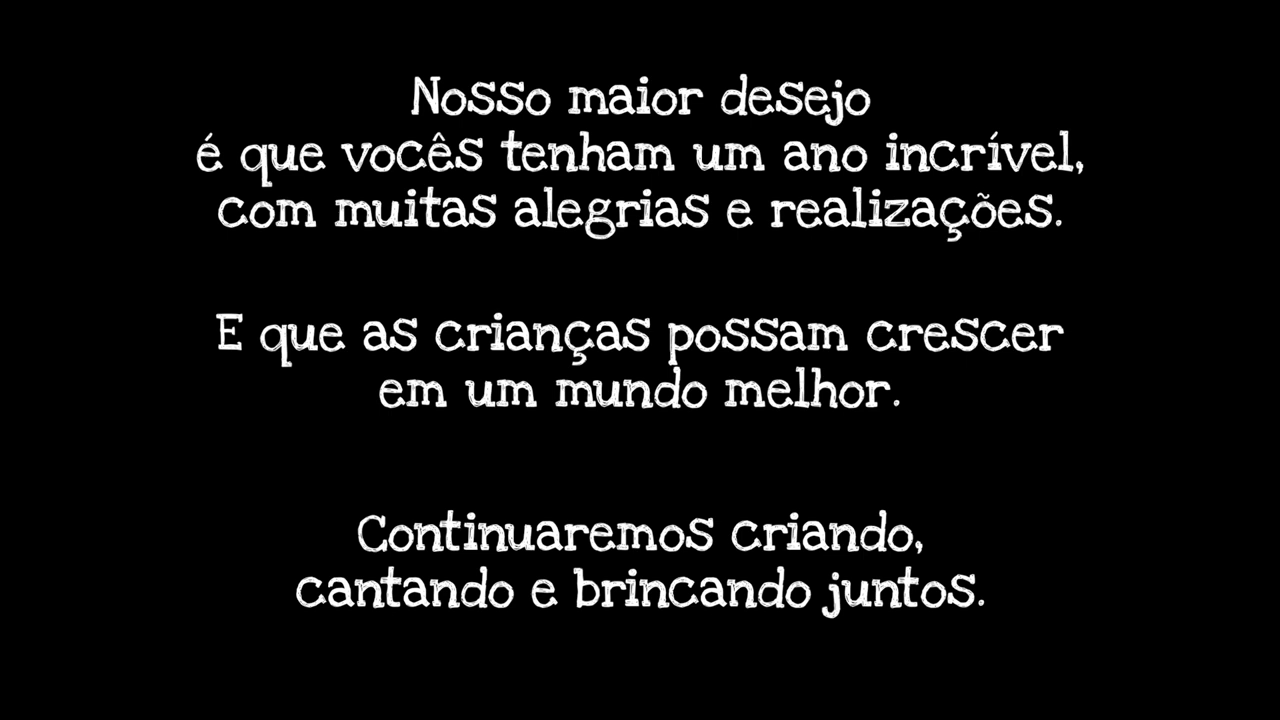 Nosso maior desejo
é que vocês tenham um ano incrível,
com muitas alegrias e realizações.
E que as crianças possam crescer
em um mundo melhor.
Continuaremos criando,
cantando e brincando juntos.